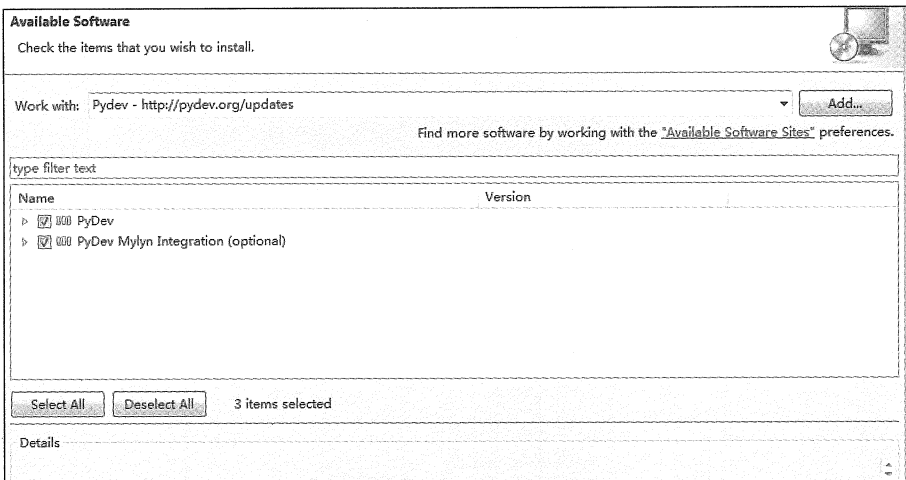 Available Software
Check the items that you wish to install.
Work with: Pydev - http://pydev.org/updates Add...
Find more software by working with the "Available Software Sites" preferences.
type filter text
Name Version
PyDev
PyDev Mylyn Integration (optional)
Select All Deselect All 3 items selected
Details